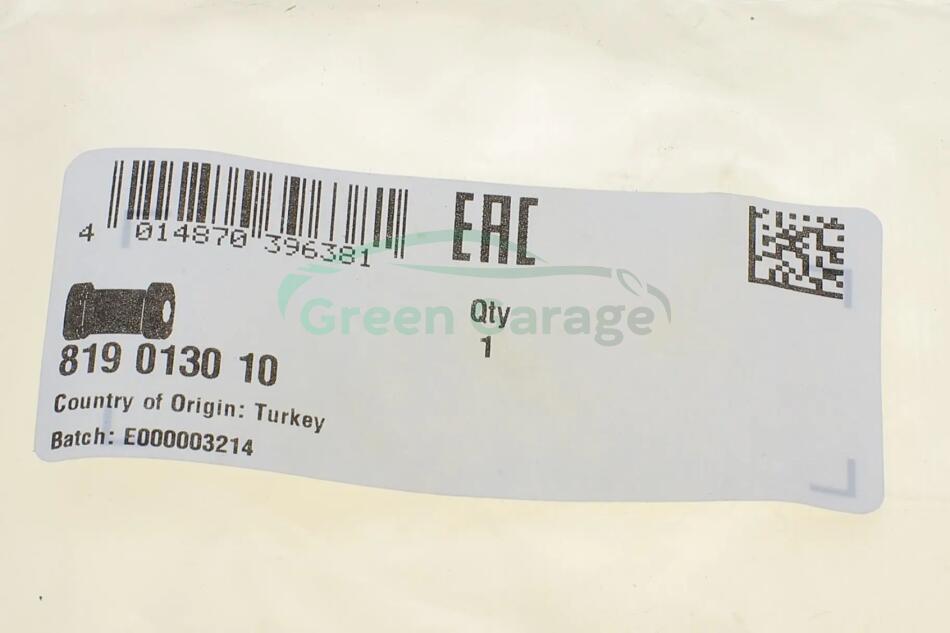 4 014870 396381
EAC
Green Garage
Qty
1
819 0130 10
Country of Origin: Turkey
Batch: E000003214